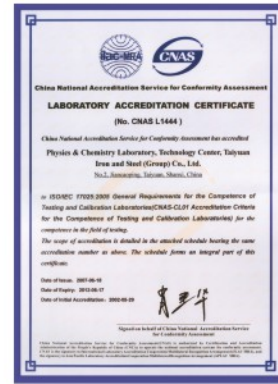 ilac-MRA
CNAS
China National Accreditation Service for Conformity Assessment
LABORATORY ACCREDITATION CERTIFICATE
(No. CNAS L1444 )
China National Accreditation Service for Conformity Assessment has accredited
Physics & Chemistry Laboratory, Technology Center, Taiyuan
Iron and Steel (Group) Co., Ltd.
No.2, Jiancaoping, Taiyuan, Shanxi, China
to ISO/IEC 17025:2005 General Requirements for the Competence of
Testing and Calibration Laboratories(CNAS-CL01 Accreditation Criteria
for the Competence of Testing and Calibration Laboratories) for the
competence in the field of testing.
The scope of accreditation is detailed in the attached schedule bearing the same
accreditation number as above. The schedule forms an integral part of this
certificate.
Date of Issue: 2007-06-18
Date of Expiry: 2012-06-17
Date of Initial Accreditation: 2002-08-29
Signed on behalf of China National Accreditation Service
for Conformity Assessment